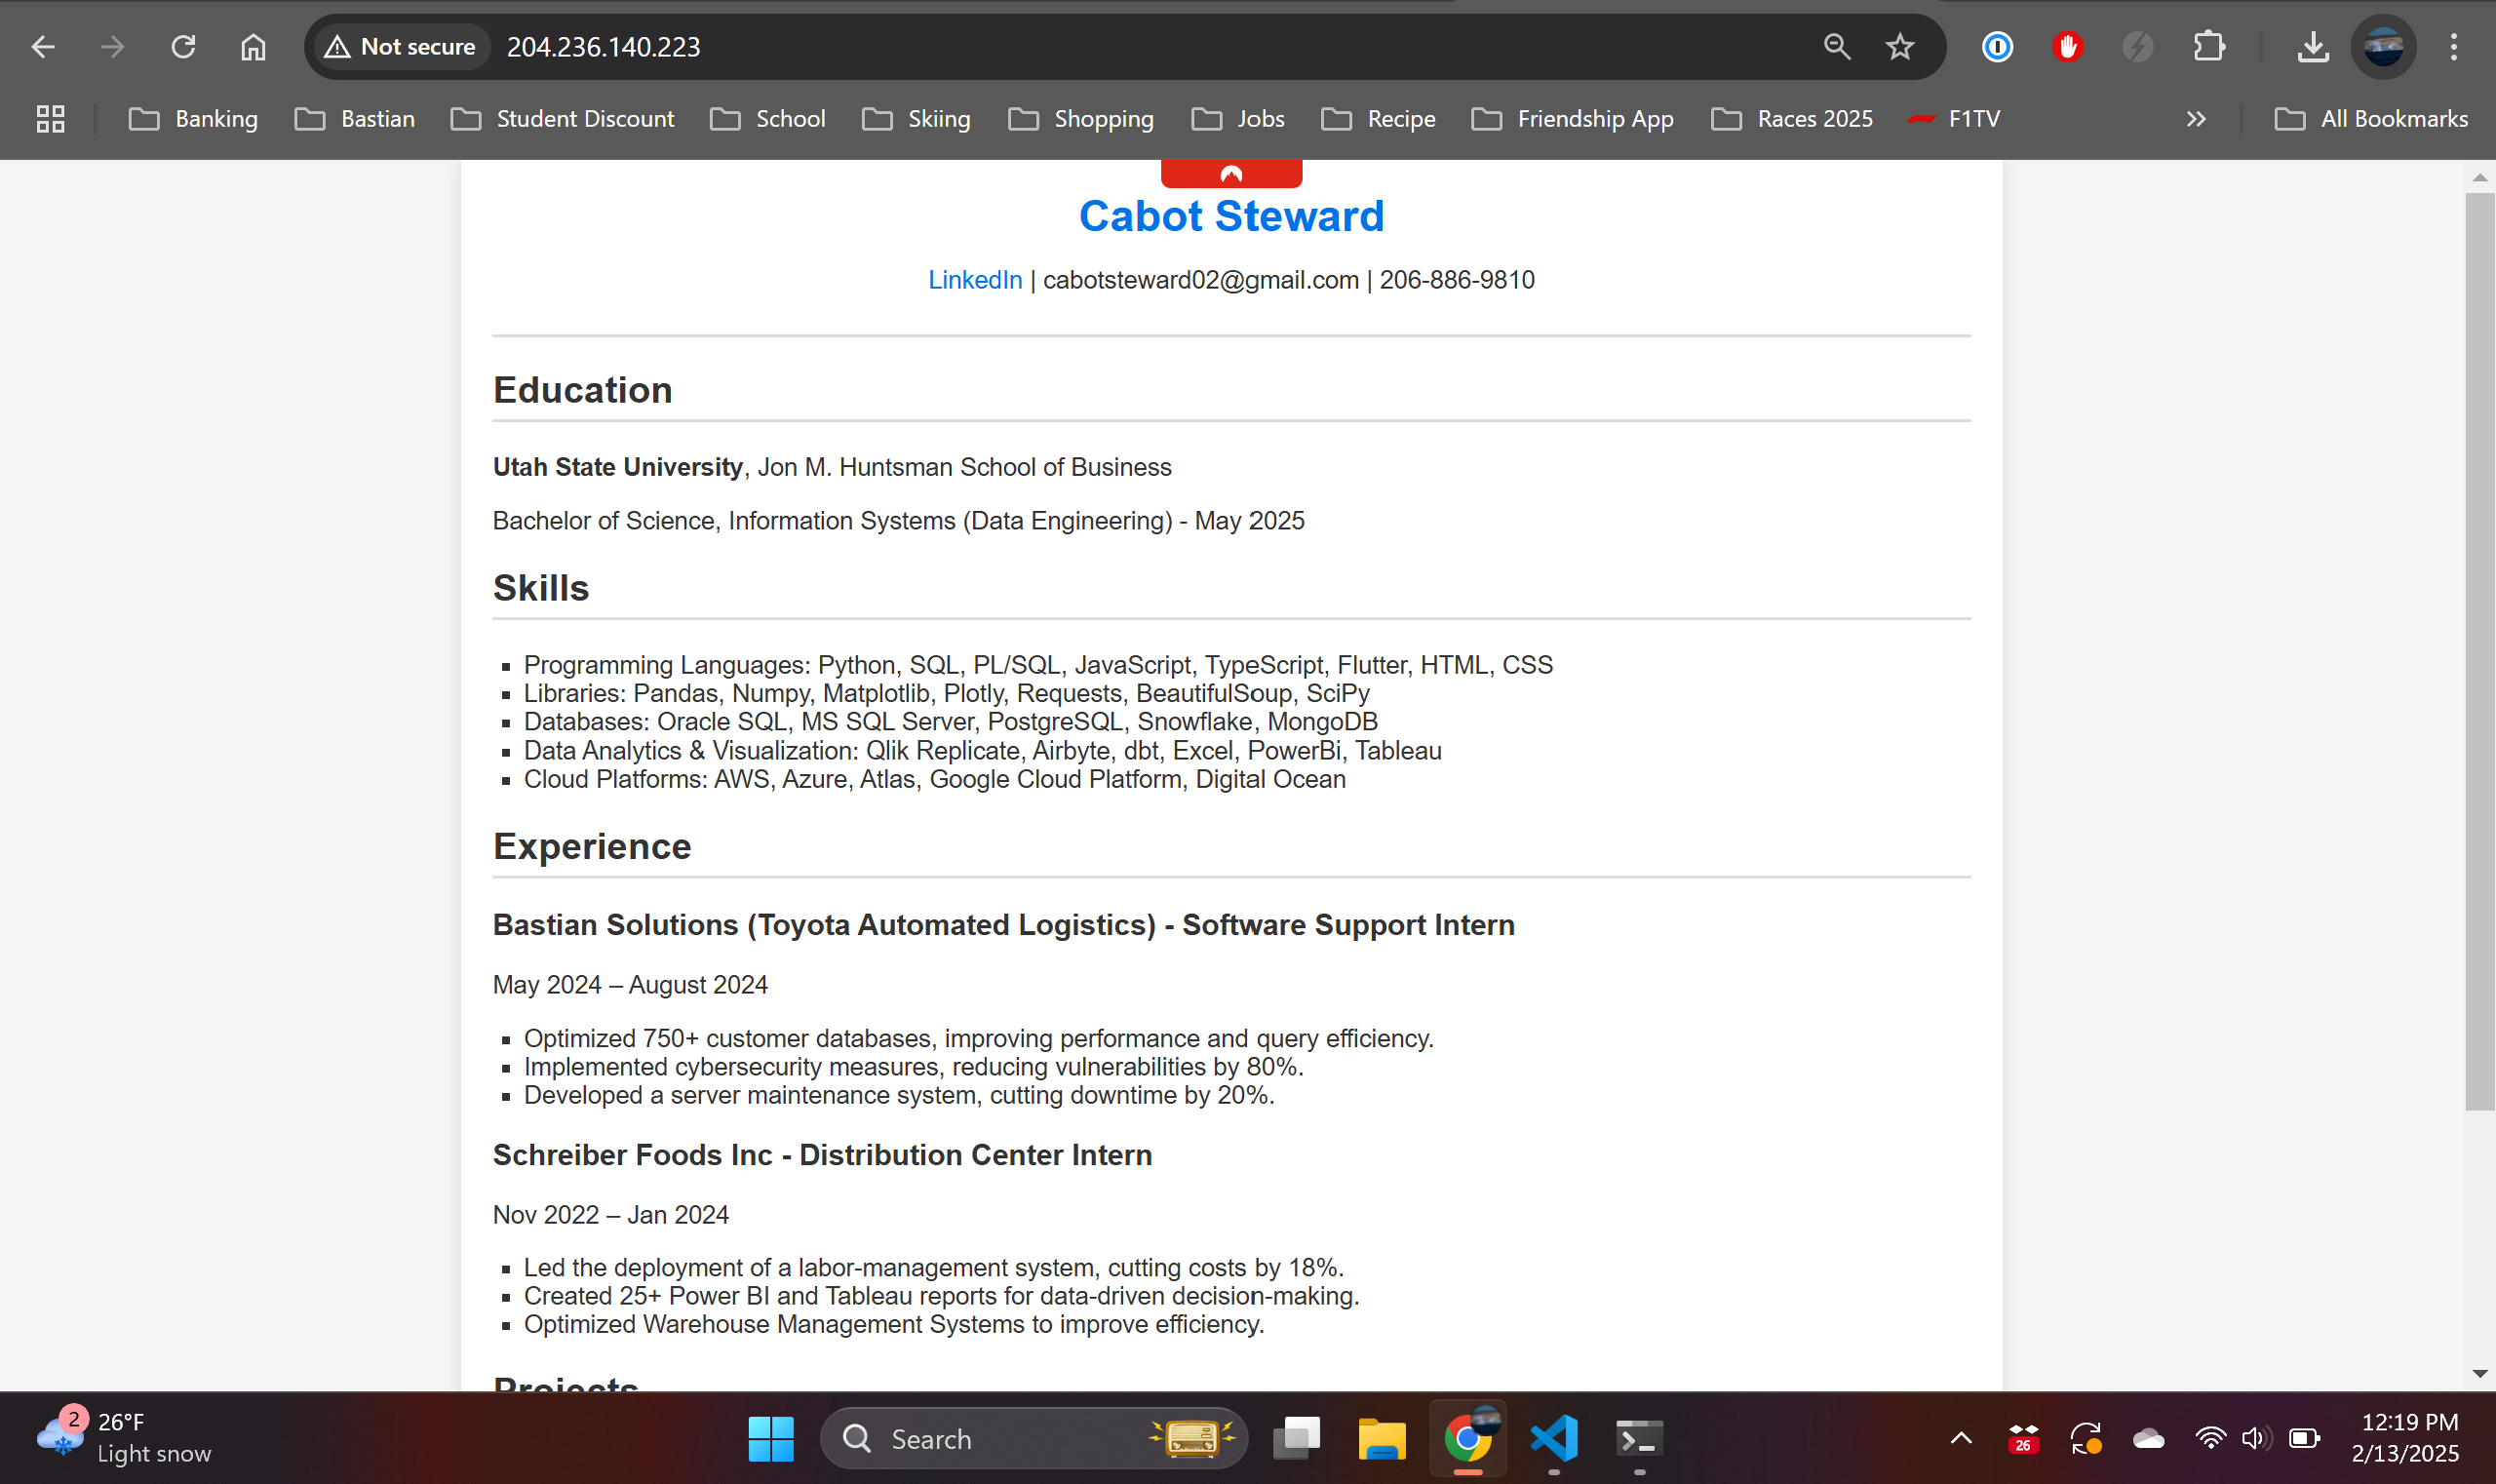 Not secure 204.236.140.223
Banking Bastian Student Discount School Skiing Shopping Jobs Recipe Friendship App Races 2025 F1TV All Bookmarks
Cabot Steward
LinkedIn | cabotsteward02@gmail.com | 206-886-9810
Education
Utah State University, Jon M. Huntsman School of Business
Bachelor of Science, Information Systems (Data Engineering) - May 2025
Skills
Programming Languages: Python, SQL, PL/SQL, JavaScript, TypeScript, Flutter, HTML, CSS
Libraries: Pandas, Numpy, Matplotlib, Plotly, Requests, BeautifulSoup, SciPy
Databases: Oracle SQL, MS SQL Server, PostgreSQL, Snowflake, MongoDB
Data Analytics & Visualization: Qlik Replicate, Airbyte, dbt, Excel, PowerBi, Tableau
Cloud Platforms: AWS, Azure, Atlas, Google Cloud Platform, Digital Ocean
Experience
Bastian Solutions (Toyota Automated Logistics) - Software Support Intern
May 2024 – August 2024
Optimized 750+ customer databases, improving performance and query efficiency.
Implemented cybersecurity measures, reducing vulnerabilities by 80%.
Developed a server maintenance system, cutting downtime by 20%.
Schreiber Foods Inc - Distribution Center Intern
Nov 2022 – Jan 2024
Led the deployment of a labor-management system, cutting costs by 18%.
Created 25+ Power BI and Tableau reports for data-driven decision-making.
Optimized Warehouse Management Systems to improve efficiency.
Projects
2 26°F
Light snow
Search
26
12:19 PM
2/13/2025